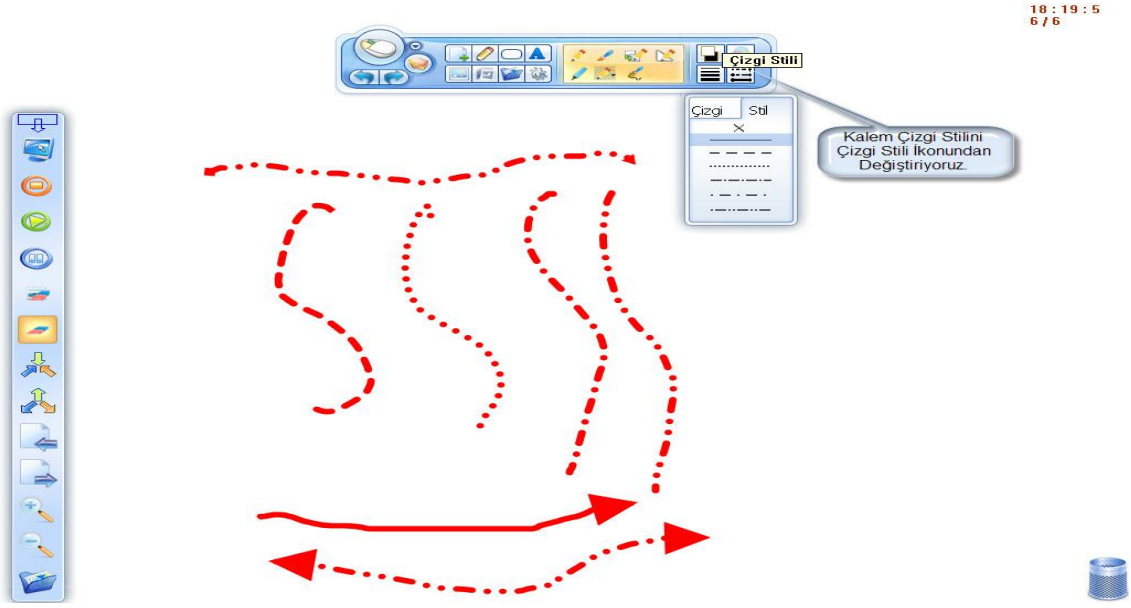 18 : 19 : 5
6 / 6
A
Çizgi Stili
Çizgi Stil
Kalem Çizgi Stilini
Çizgi Stili İkonundan
Değiştiriyoruz.